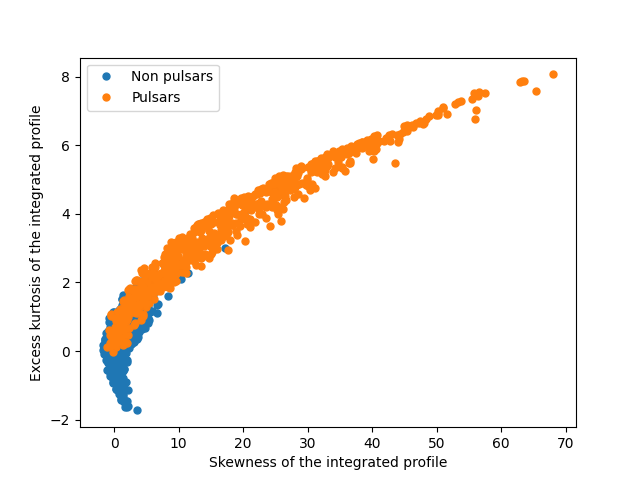 Non pulsars
Pulsars
8
6
4
2
0
−2
Excess kurtosis of the integrated profile
0 10 20 30 40 50 60 70
Skewness of the integrated profile